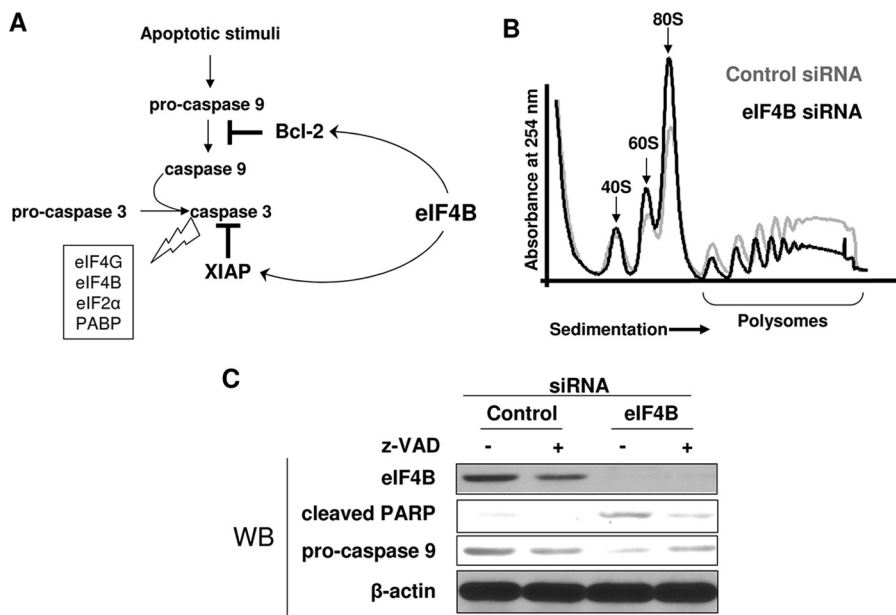 A
Apoptotic stimuli
pro-caspase 9
Bcl-2
caspase 9
pro-caspase 3
caspase 3
eIF4B
XIAP
eIF4G
eIF4B
eIF2α
PABP
B
80S
Control siRNA
eIF4B siRNA
60S
40S
Absorbance at 254 nm
Sedimentation
Polysomes
C
siRNA
Control eIF4B
z-VAD - + - +
eIF4B
cleaved PARP
WB
pro-caspase 9
β-actin